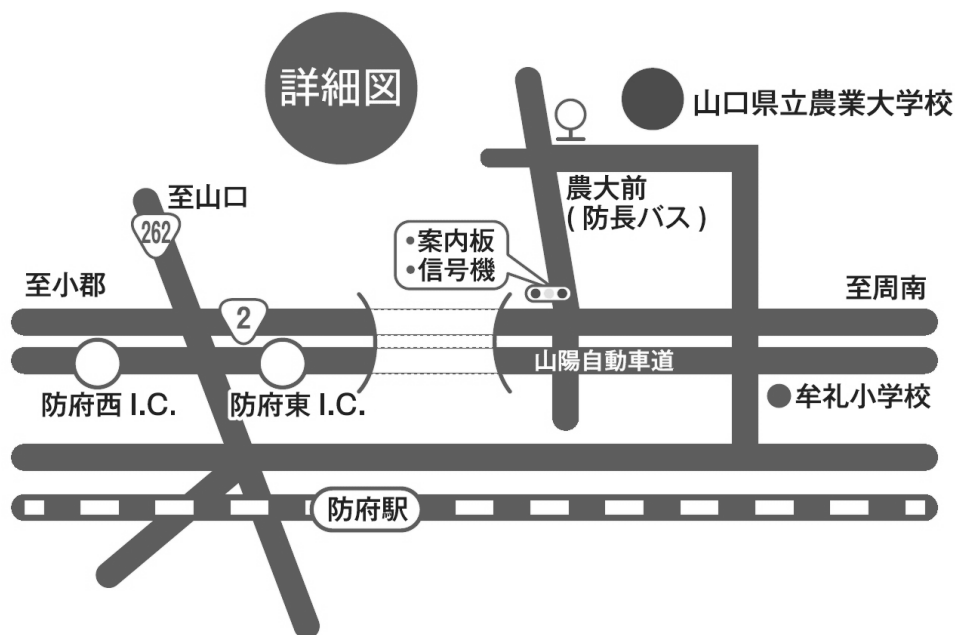 詳細図
山口県立農業大学校
農大前
(防長バス)
至山口
262
•案内板
•信号機
至小郡
2
至周南
山陽自動車道
防府西 I.C.
防府東 I.C.
●牟礼小学校
防府駅